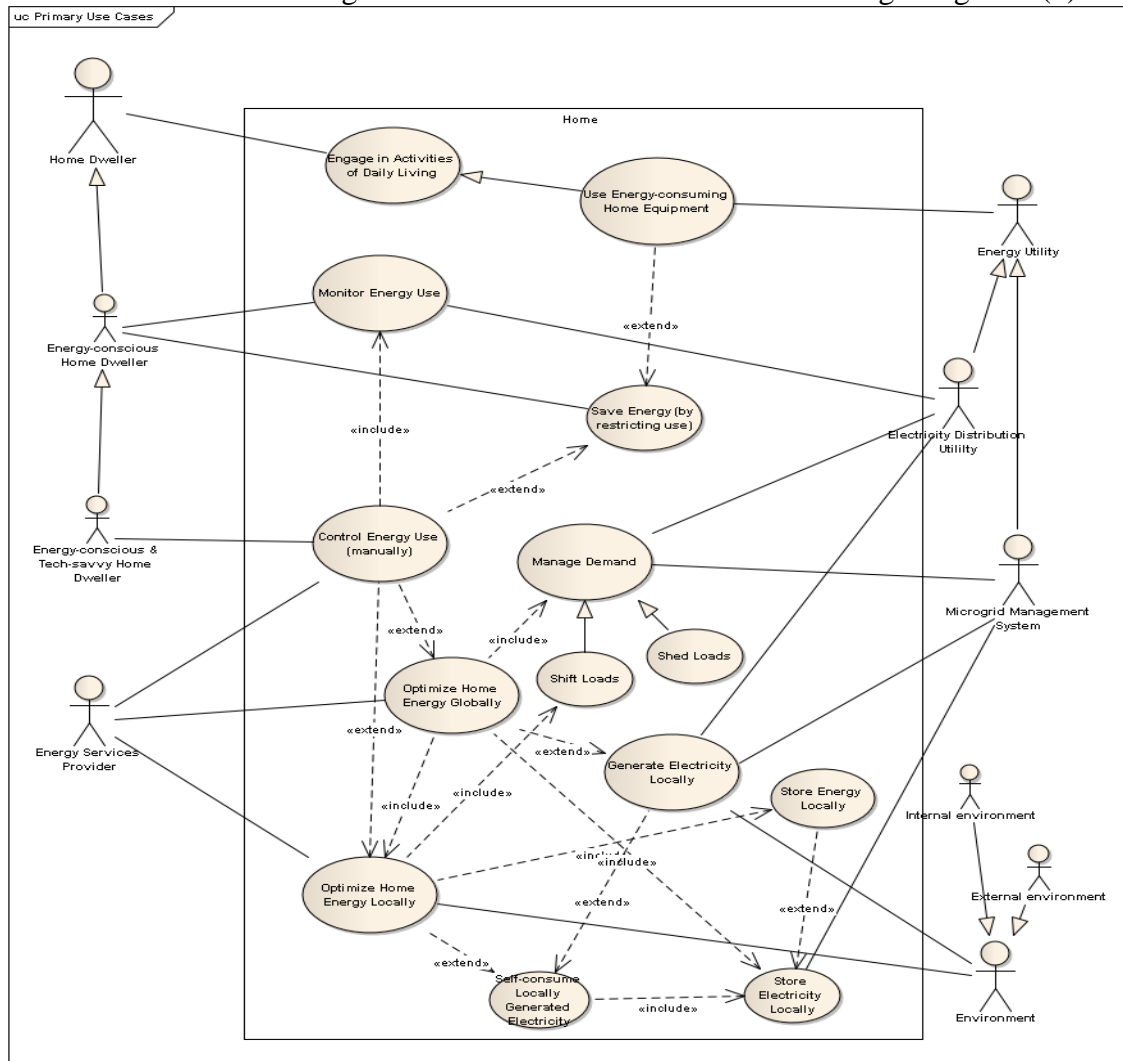 uc Primary Use Cases
Home
Home Dweller
Engage in Activities
of Daily Living
Use Energy-consuming
Home Equipment
Energy Utility
Monitor Energy Use
«extend»
Energy-conscious
Home Dweller
Save Energy (by
restricting use)
«include»
Electricity Distribution
Utililty
«extend»
Control Energy Use
(manually)
Energy-conscious &
Tech-savvy Home
Dweller
Manage Demand
Microgrid Management
System
«extend»
«include»
Shed Loads
Shift Loads
Optimize Home
Energy Globally
«extend»
«extend»
Energy Services
Provider
Generate Electricity
Locally
«include»
«include»
Store Energy
Locally
Internal environment
«include»
Optimize Home
Energy Locally
External environment
«extend»
«extend»
«extend»
Self-consume
Locally
Generated
Electricity
«include»
Store
Electricity
Locally
Environment